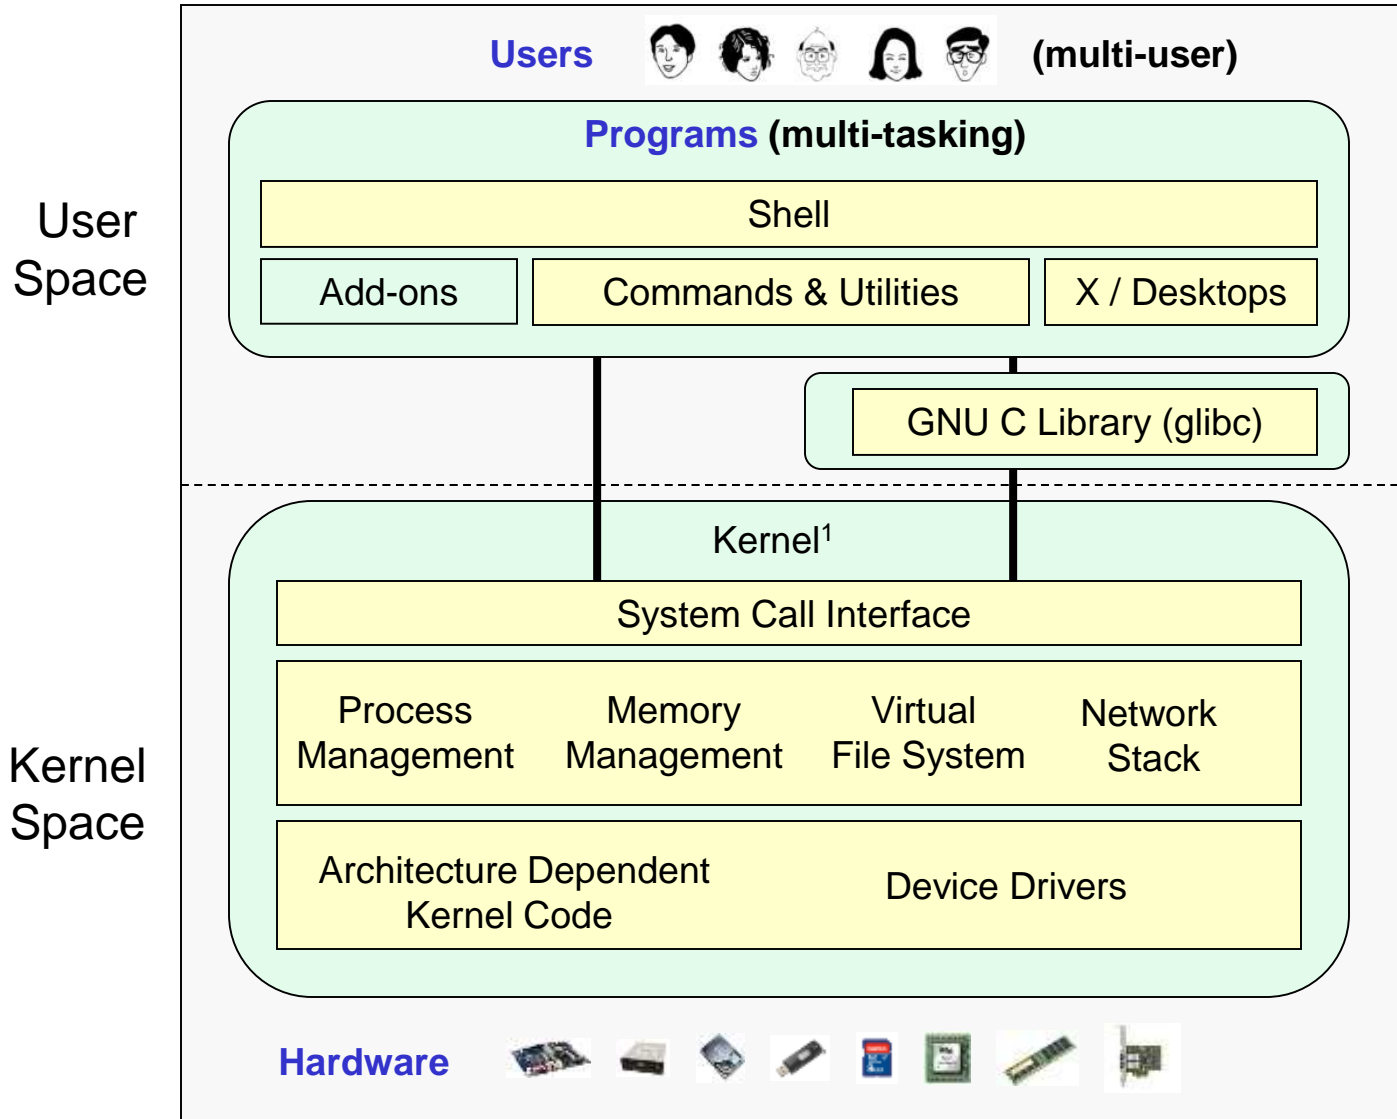 Users (multi-user)
Programs (multi-tasking)
Shell
User
Space
Add-ons
Commands & Utilities
X / Desktops
GNU C Library (glibc)
Kernel¹
System Call Interface
Process
Management
Memory
Management
Virtual
File System
Network
Stack
Kernel
Space
Architecture Dependent
Kernel Code
Device Drivers
Hardware